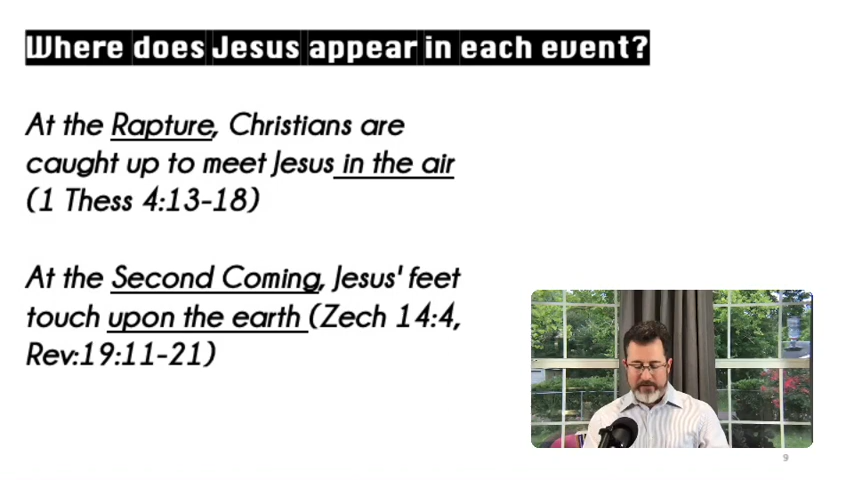 Where does Jesus appear in each event?
At the Rapture, Christians are
caught up to meet Jesus in the air
(1 Thess 4:13-18)
At the Second Coming, Jesus' feet
touch upon the earth (Zech 14:4,
Rev:19:11-21)
9